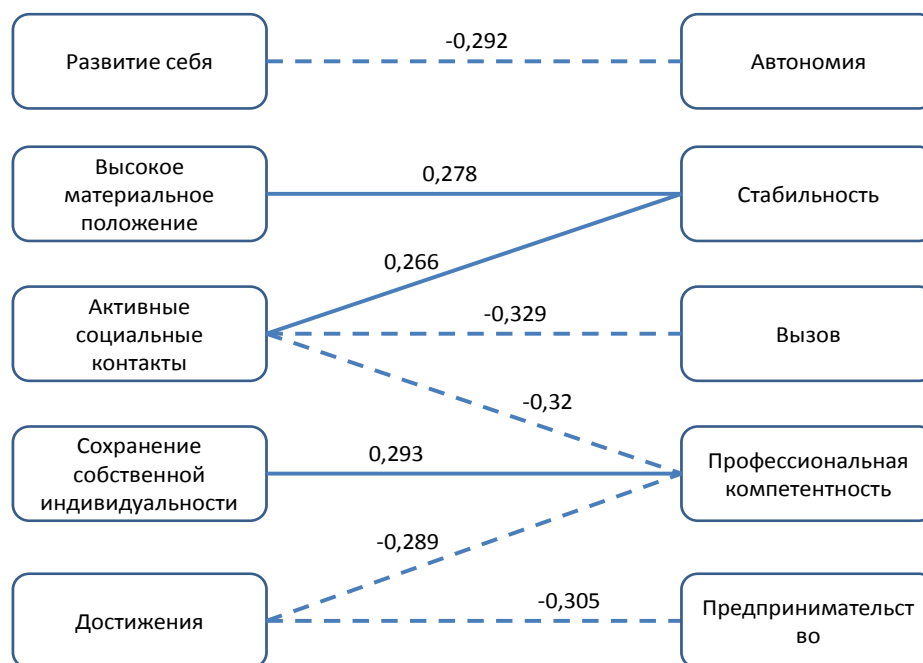 -0,292
Развитие себя
Автономия
Высокое
материальное
положение
0,278
Стабильность
0,266
Активные
социальные
контакты
-0,329
Вызов
-0,32
Сохранение
собственной
индивидуальности
0,293
Профессиональная
компетентность
-0,289
Достижения
-0,305
Предпринимательст
во